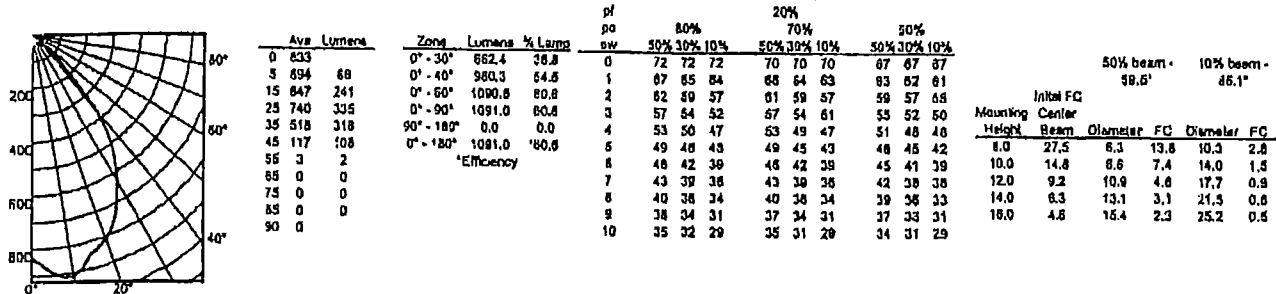 80°
200
60°
400
600
40°
800
0° 20°
Ave Lumens
0 833
5 894 68
15 847 241
25 740 335
35 518 318
45 117 108
55 3 2
65 0 0
75 0 0
85 0 0
90 0
Zone Lumens % Lamp
0° - 30° 662.4 36.8
0° - 40° 980.3 54.5
0° - 60° 1090.8 60.6
0° - 90° 1091.0 60.6
90° - 180° 0.0 0.0
0° - 180° 1091.0 *60.6
*Efficiency
pf 20%
pc 80% 70% 50%
pw 50% 30% 10% 50% 30% 10% 50% 30% 10%
0 72 72 72 70 70 70 67 67 67
1 67 65 64 66 64 63 63 62 61
2 62 59 57 61 59 57 59 57 55
3 57 54 52 57 54 51 55 52 50
4 53 50 47 53 49 47 51 48 46
5 49 46 43 49 45 43 48 45 42
6 46 42 39 46 42 39 45 41 39
7 43 39 36 43 39 36 42 38 36
8 40 36 34 40 36 34 39 36 33
9 38 34 31 37 34 31 37 33 31
10 35 32 29 35 31 29 34 31 29
50% beam - 10% beam -
Initial FC
Mounting Center
Height Beam Diameter FC Diameter FC
8.0 27.5 6.3 13.8 10.3 2.8
10.0 14.8 8.6 7.4 14.0 1.5
12.0 9.2 10.9 4.6 17.7 0.9
14.0 6.3 13.1 3.1 21.5 0.6
16.0 4.6 15.4 2.3 25.2 0.5